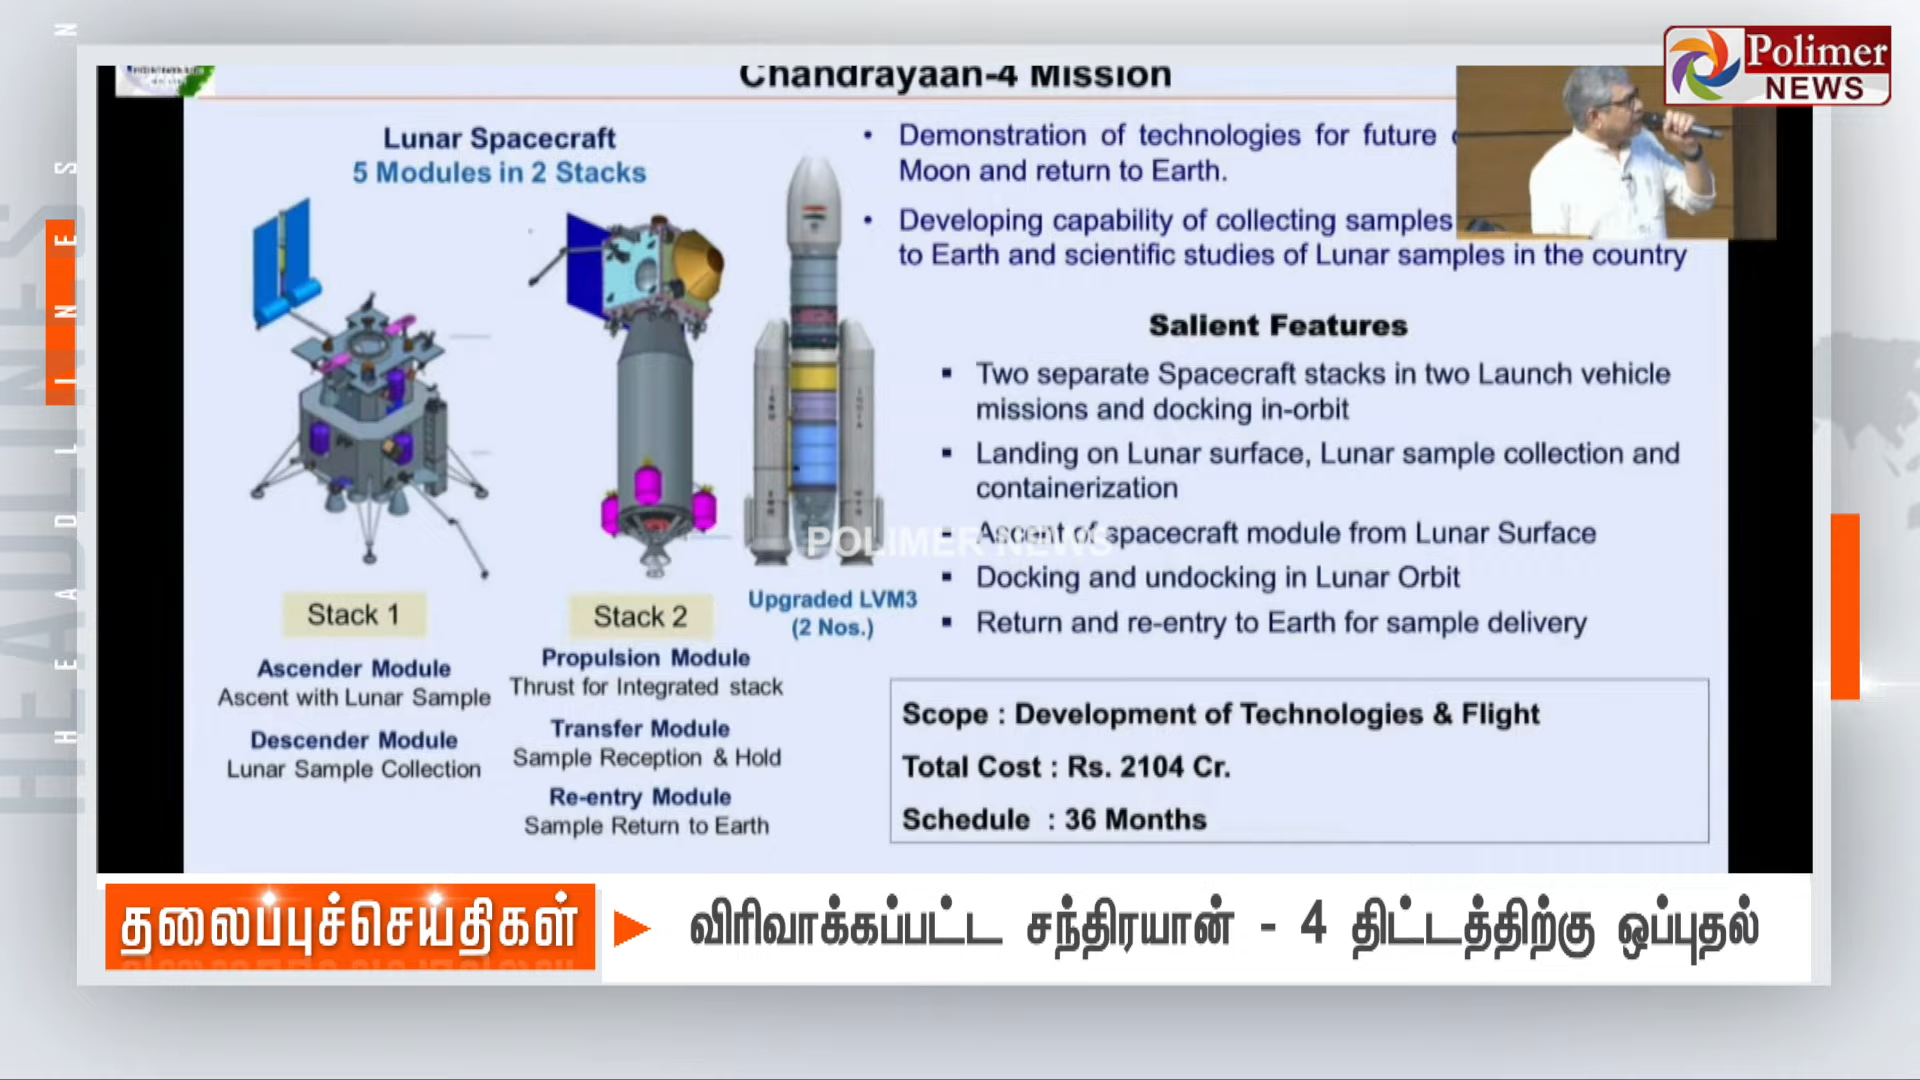 Polimer
NEWS
HEADLINES
HEADLINES
Chandrayaan-4 Mission
Lunar Spacecraft
5 Modules in 2 Stacks
• Demonstration of technologies for future
Moon and return to Earth.
• Developing capability of collecting samples
to Earth and scientific studies of Lunar samples in the country
Salient Features
▪ Two separate Spacecraft stacks in two Launch vehicle
missions and docking in-orbit
▪ Landing on Lunar surface, Lunar sample collection and
containerization
▪ Ascent of spacecraft module from Lunar Surface
▪ Docking and undocking in Lunar Orbit
▪ Return and re-entry to Earth for sample delivery
POLIMER NEWS
Stack 1
Ascender Module
Ascent with Lunar Sample
Descender Module
Lunar Sample Collection
Stack 2
Propulsion Module
Thrust for Integrated stack
Transfer Module
Sample Reception & Hold
Re-entry Module
Sample Return to Earth
Upgraded LVM3
(2 Nos.)
Scope : Development of Technologies & Flight
Total Cost : Rs. 2104 Cr.
Schedule : 36 Months
தலைப்புச்செய்திகள்
விரிவாக்கப்பட்ட சந்திரயான் - 4 திட்டத்திற்கு ஒப்புதல்